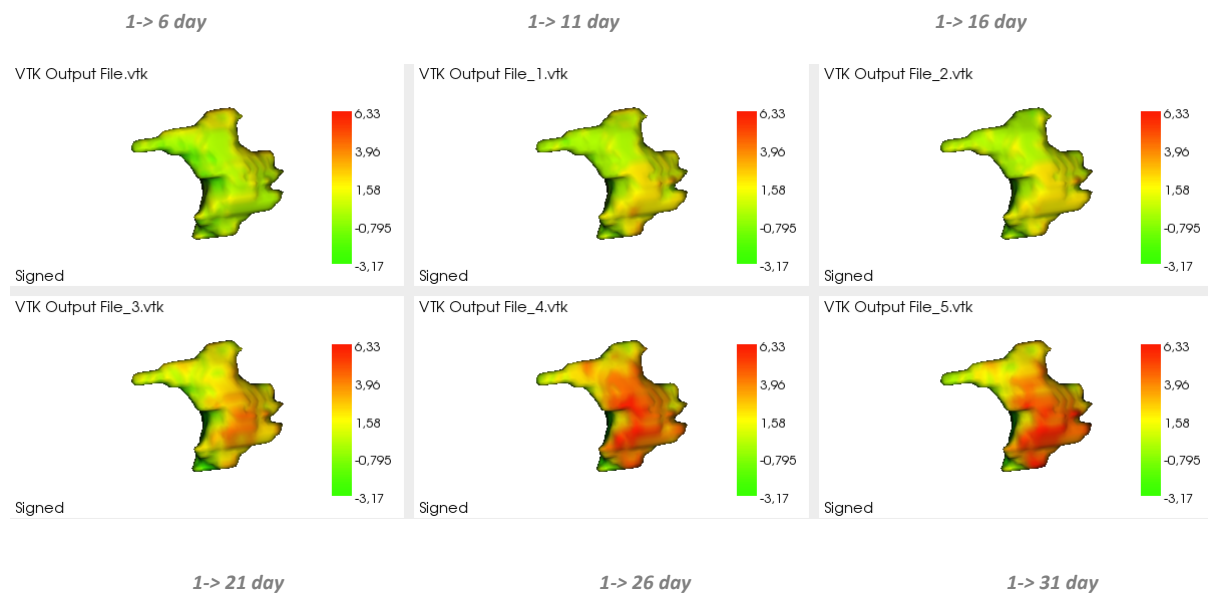 1-> 6 day
1-> 11 day
1-> 16 day
VTK Output File.vtk
6,33
3,96
1,58
-0,795
-3,17
Signed
VTK Output File_1.vtk
6,33
3,96
1,58
-0,795
-3,17
Signed
VTK Output File_2.vtk
6,33
3,96
1,58
-0,795
-3,17
Signed
VTK Output File_3.vtk
6,33
3,96
1,58
-0,795
-3,17
Signed
VTK Output File_4.vtk
6,33
3,96
1,58
-0,795
-3,17
Signed
VTK Output File_5.vtk
6,33
3,96
1,58
-0,795
-3,17
Signed
1-> 21 day
1-> 26 day
1-> 31 day